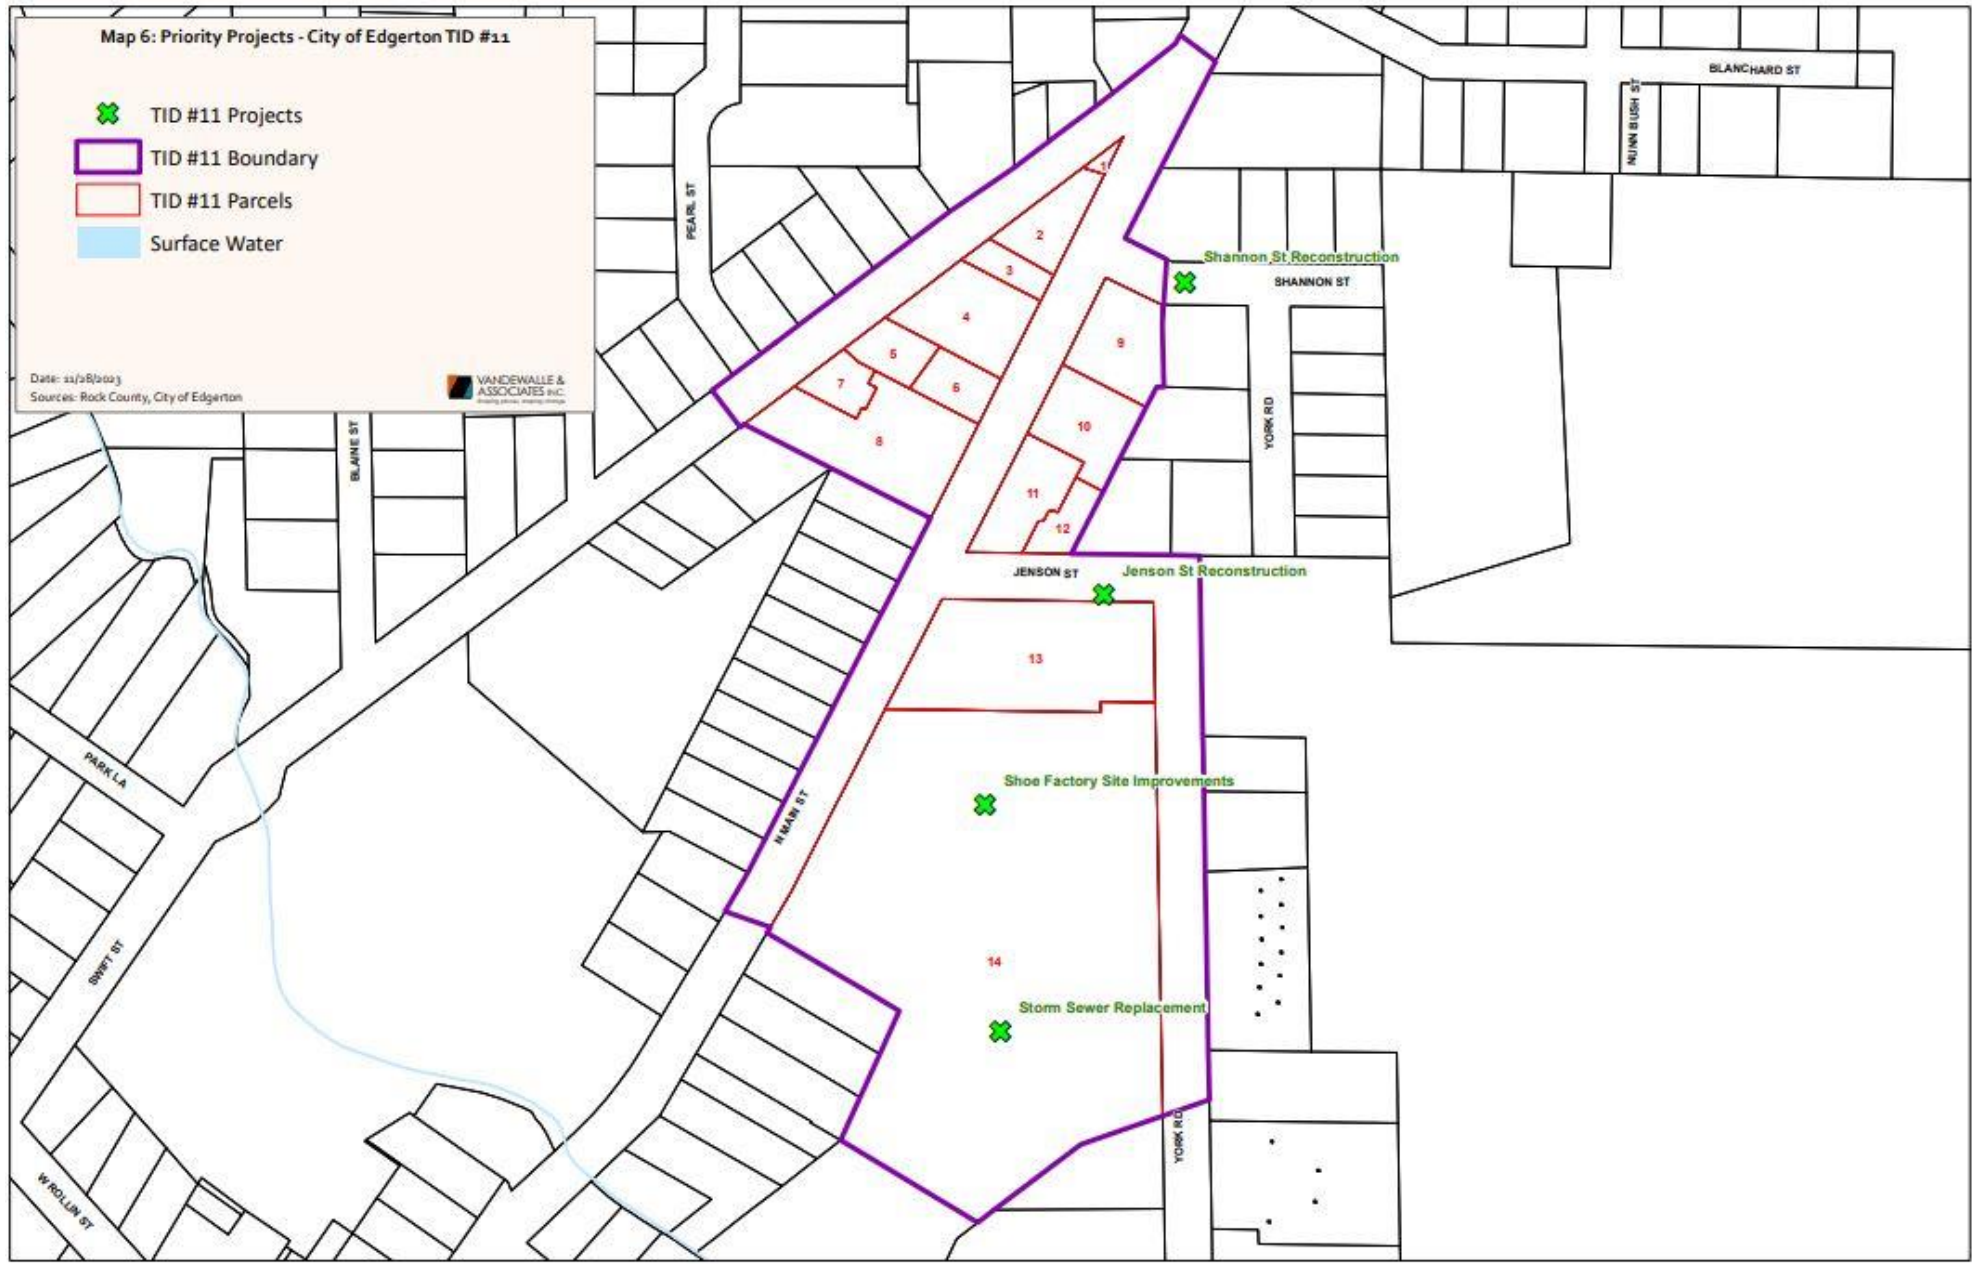 Map 6: Priority Projects - City of Edgerton TID #11
TID #11 Projects
TID #11 Boundary
TID #11 Parcels
Surface Water
Date: 11/28/2023
Sources: Rock County, City of Edgerton
VANDEWALLE &
ASSOCIATES INC.
BLANCHARD ST
NUNN BUSH ST
PEARL ST
1
2
3
4
5
6
7
8
9
10
11
12
Shannon St Reconstruction
SHANNON ST
YORK RD
BLAINE ST
JENSON ST
Jenson St Reconstruction
13
PARK LA
N MAIN ST
Shoe Factory Site Improvements
SWIFT ST
14
Storm Sewer Replacement
YORK RD
W ROLLIN ST